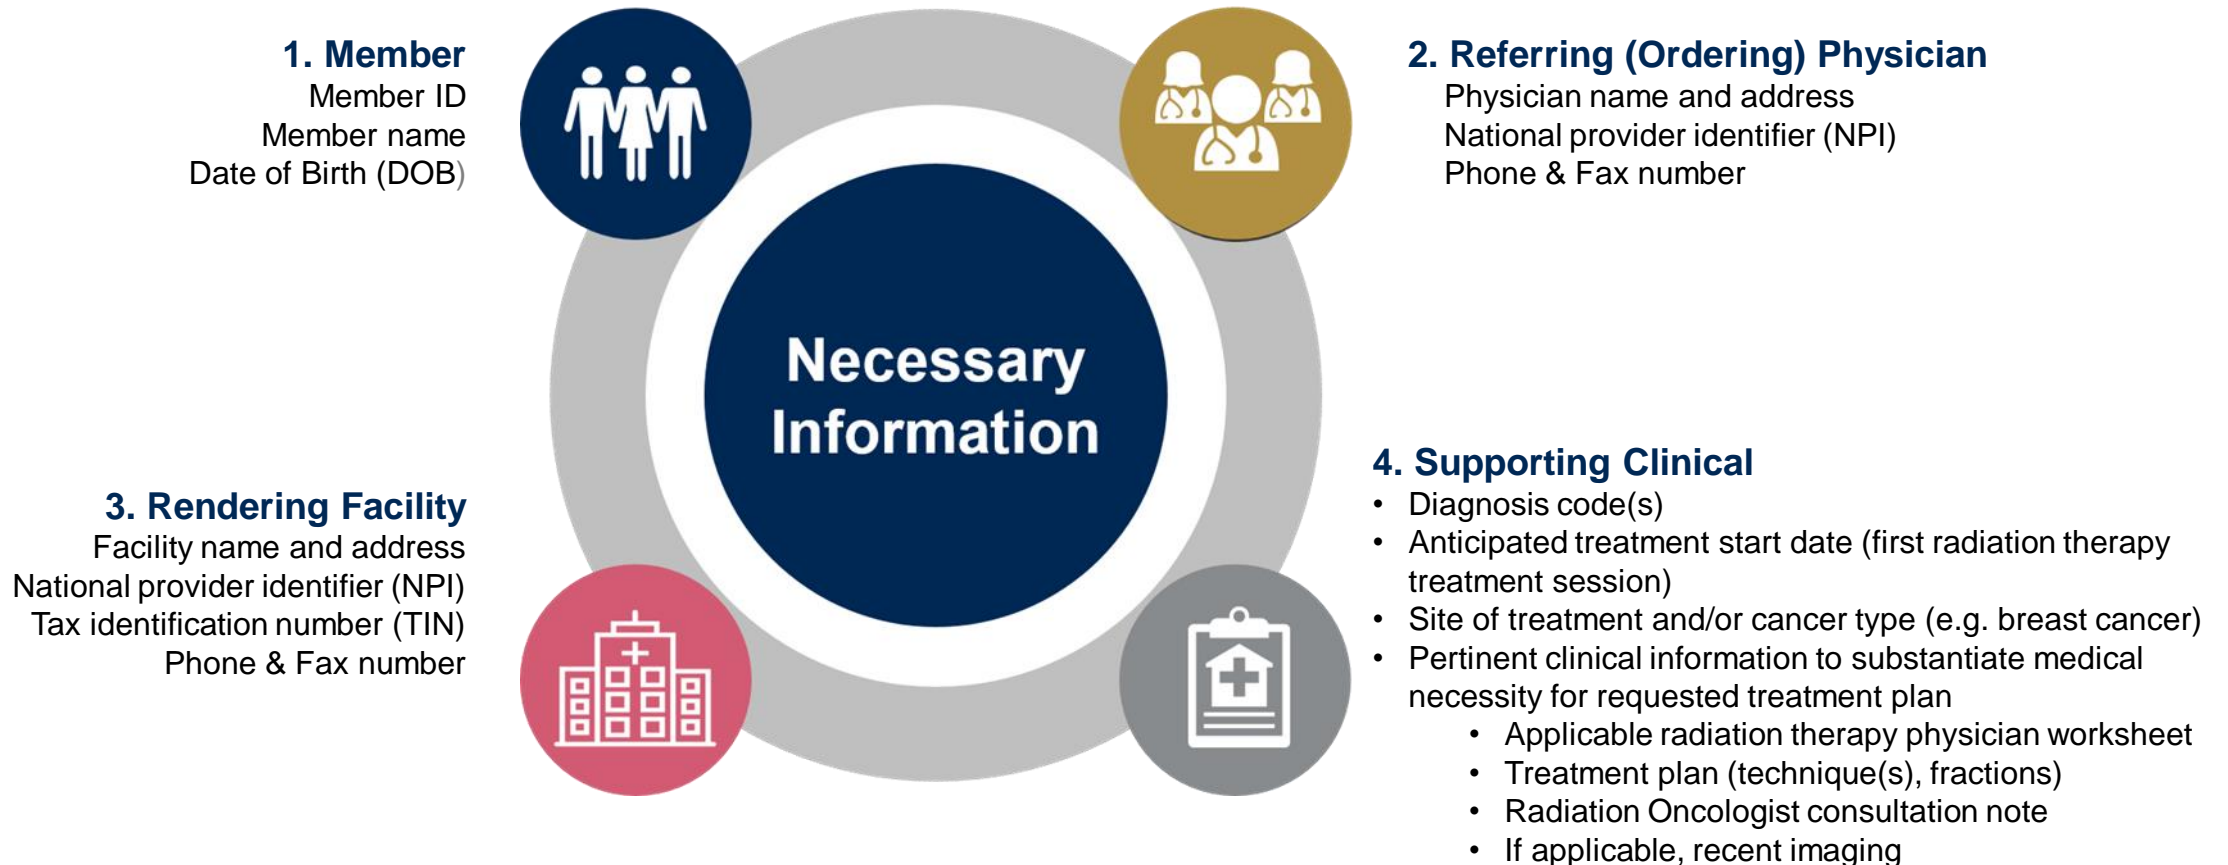 1. Member
Member ID
Member name
Date of Birth (DOB)
2. Referring (Ordering) Physician
Physician name and address
National provider identifier (NPI)
Phone & Fax number
Necessary
Information
3. Rendering Facility
Facility name and address
National provider identifier (NPI)
Tax identification number (TIN)
Phone & Fax number
4. Supporting Clinical
• Diagnosis code(s)
• Anticipated treatment start date (first radiation therapy
treatment session)
• Site of treatment and/or cancer type (e.g. breast cancer)
• Pertinent clinical information to substantiate medical
necessity for requested treatment plan
• Applicable radiation therapy physician worksheet
• Treatment plan (technique(s), fractions)
• Radiation Oncologist consultation note
• If applicable, recent imaging